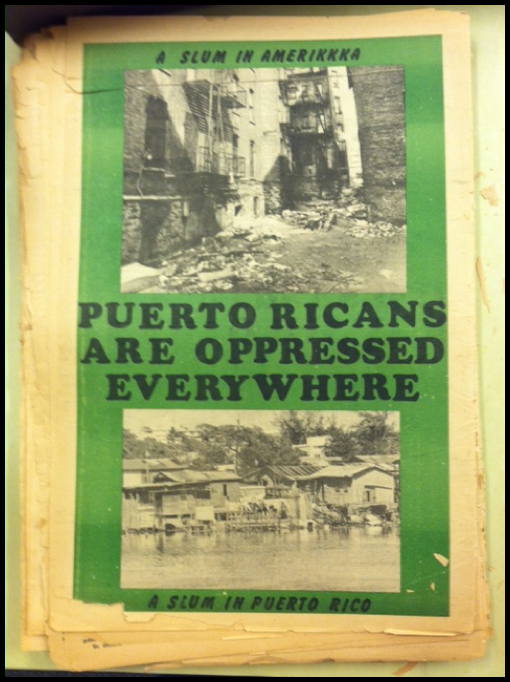 A SLUM IN AMERIKKKA
PUERTO RICANS
ARE OPPRESSED
EVERYWHERE
A SLUM IN PUERTO RICO